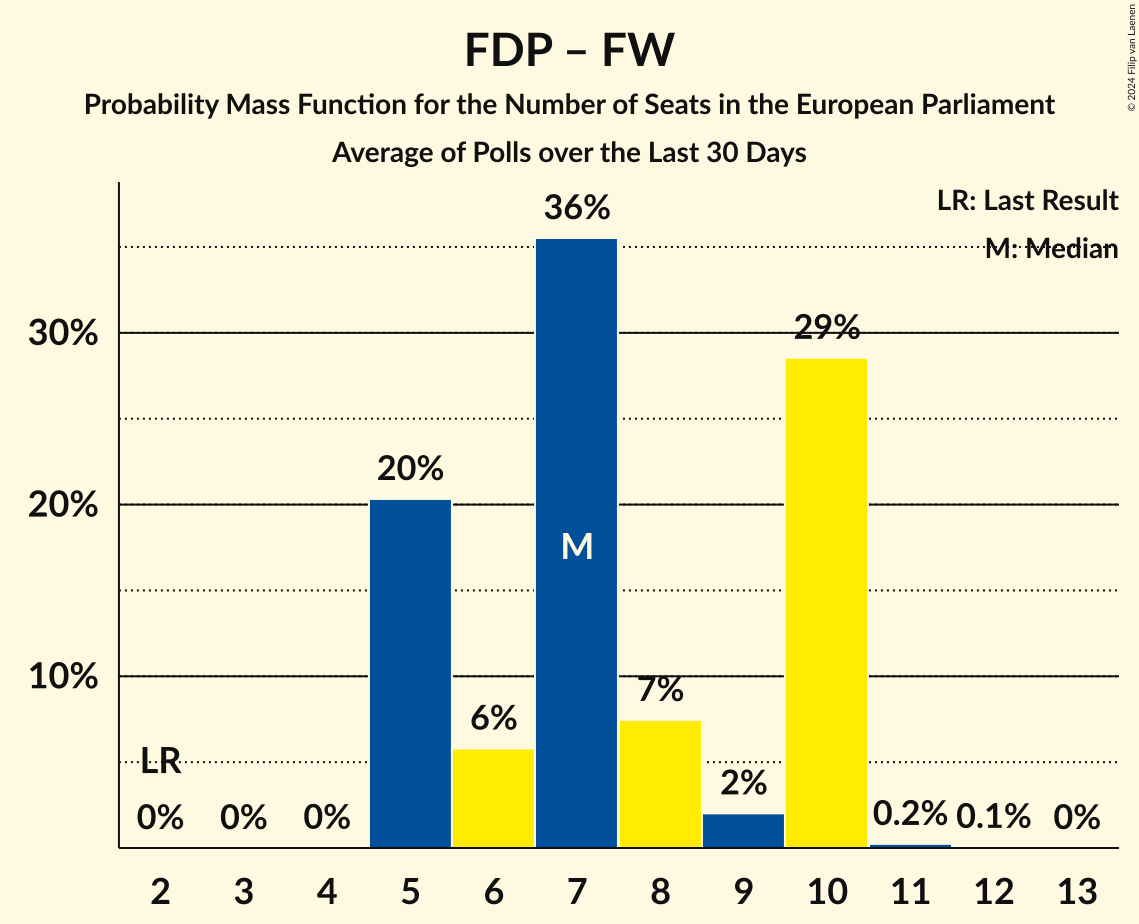 FDP – FW
Probability Mass Function for the Number of Seats in the European Parliament
Average of Polls over the Last 30 Days
© 2024 Filip van Laenen
LR: Last Result
M: Median
36%
30%
29%
20%
20%
M
10%
7%
6%
LR
2%
0%
0%
0%
0.2%
0.1%
0%
2 3 4 5 6 7 8 9 10 11 12 13